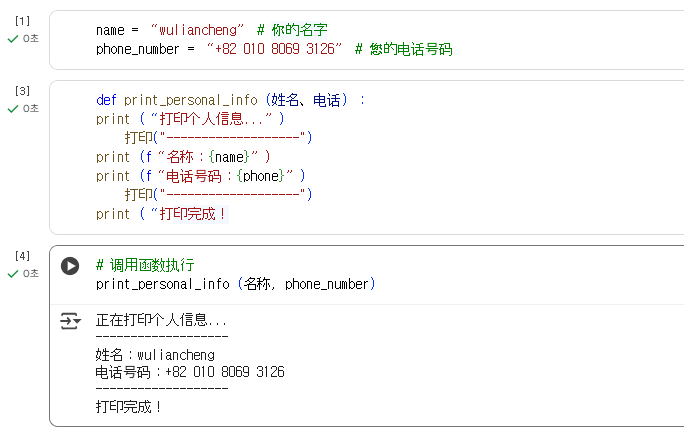 [1]
0초
name = “wuliancheng” # 你的名字
phone_number = “+82 010 8069 3126” # 您的电话号码
[3]
0초
def print_personal_info（姓名、电话）：
print（“打印个人信息...”）
打印("-------------------")
print（f“名称：{name}”）
print（f“电话号码：{phone}”）
打印("-------------------")
print（“打印完成！
[4]
0초
# 调用函数执行
print_personal_info（名称, phone_number）
正在打印个人信息...
-------------------
姓名：wuliancheng
电话号码：+82 010 8069 3126
-------------------
打印完成！